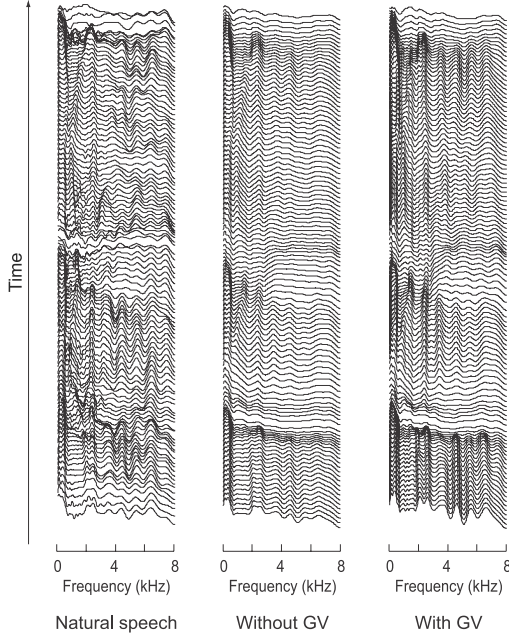 Time
0 4 8 0 4 8 0 4 8
Frequency (kHz) Frequency (kHz) Frequency (kHz)
Natural speech Without GV With GV